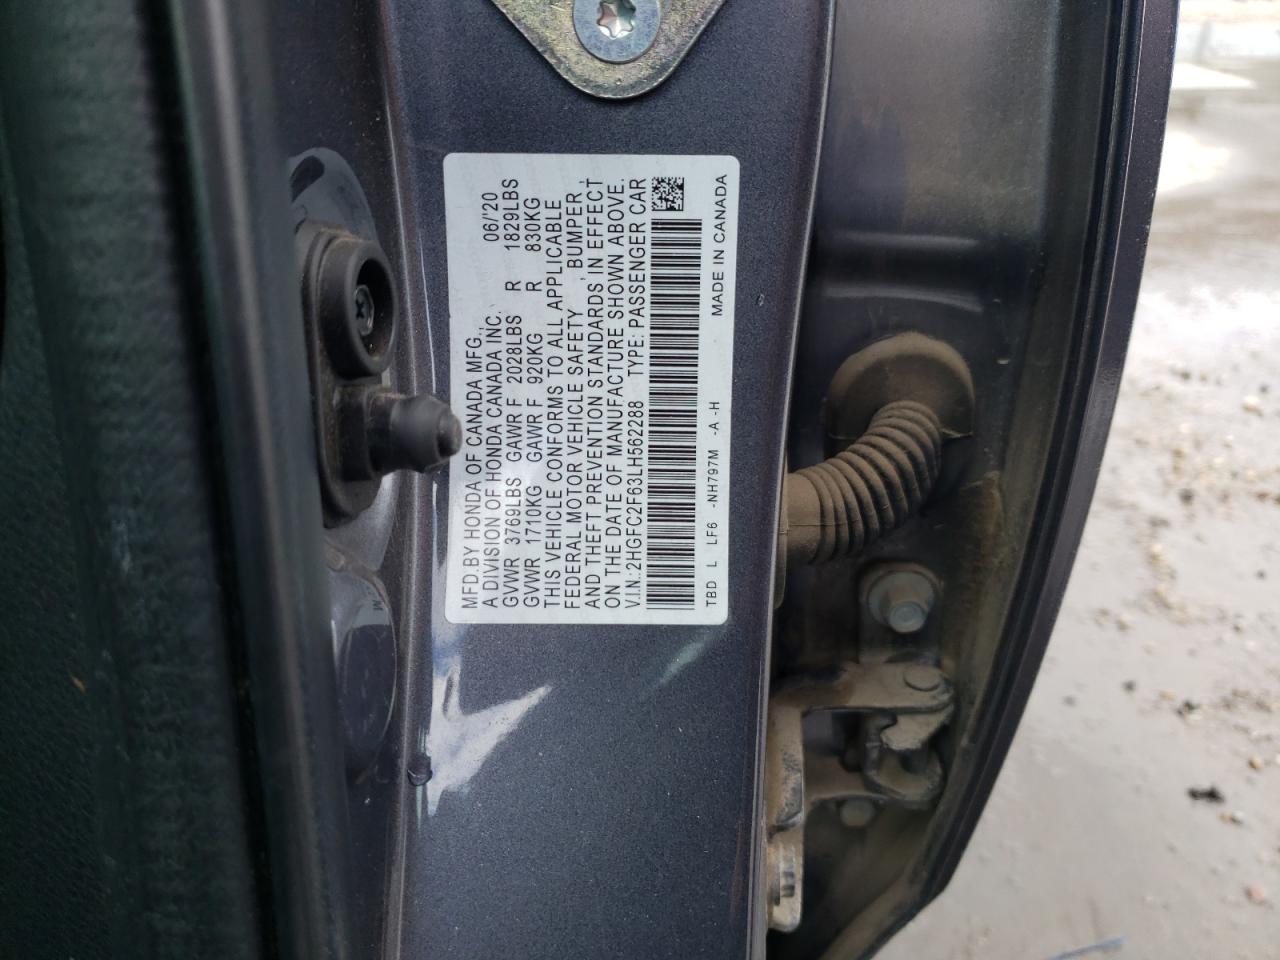 MFD.BY HONDA OF CANADA MFG., 06/'20
A DIVISION OF HONDA CANADA INC.
GVWR 3769LBS GAWR F 2028LBS R 1829LBS
GVWR 1710KG GAWR F 920KG R 830KG
THIS VEHICLE CONFORMS TO ALL APPLICABLE
FEDERAL MOTOR VEHICLE SAFETY , BUMPER,
AND THEFT PREVENTION STANDARDS IN EFFECT
ON THE DATE OF MANUFACTURE SHOWN ABOVE.
V.I.N.: 2HGFC2F63LH562288 TYPE: PASSENGER CAR
TBD L LF6 -NH797M -A -H MADE IN CANADA